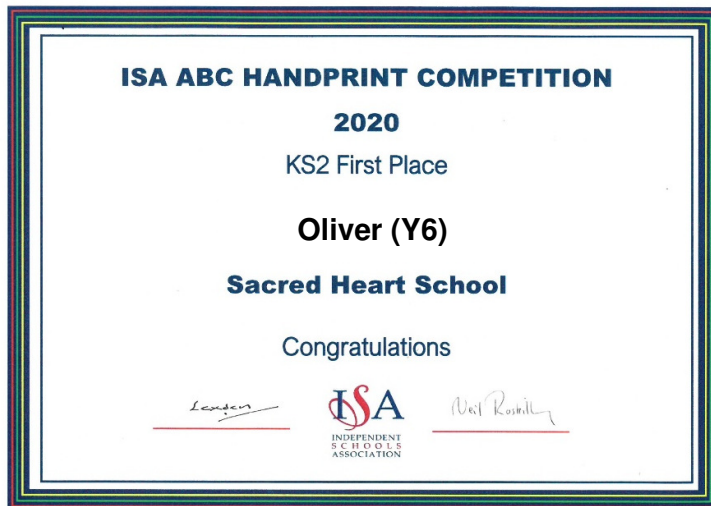 ISA ABC HANDPRINT COMPETITION
2020
KS2 First Place
Oliver (Y6)
Sacred Heart School
Congratulations
ISA
INDEPENDENT
SCHOOLS
ASSOCIATION